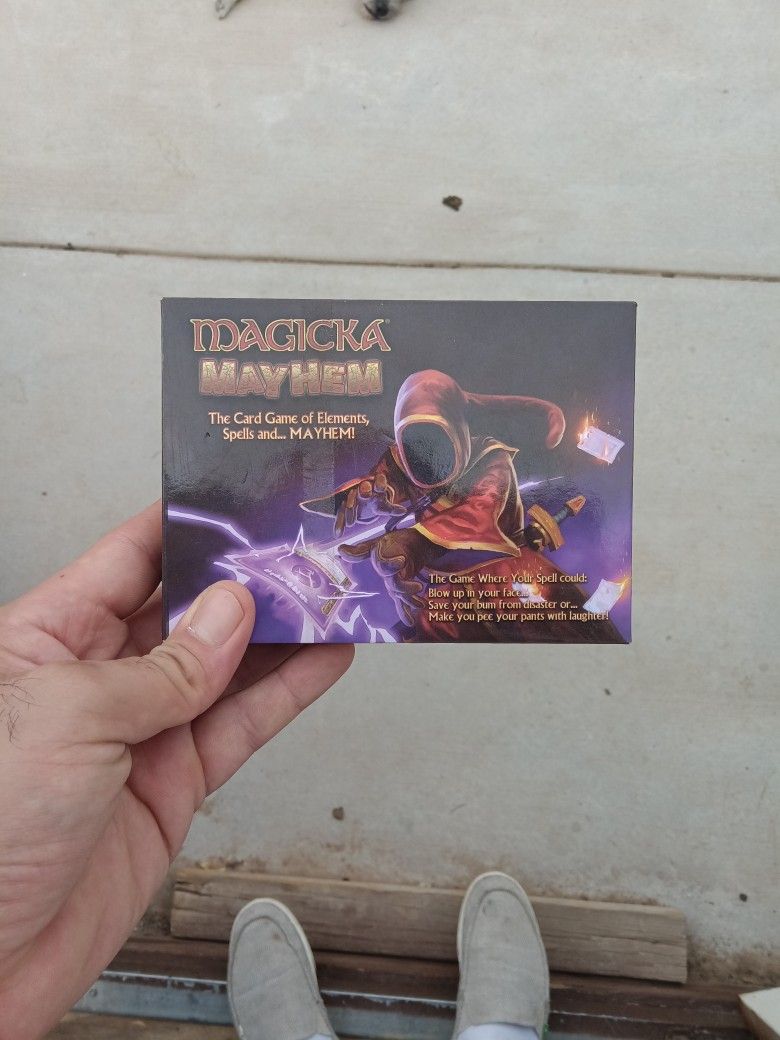 MAGICKA®
MAYHEM
The Card Game of Elements,
Spells and... MAYHEM!
The Game Where Your Spell could:
Blow up in your face...
Save your bum from disaster or...
Make you pee your pants with laughter!